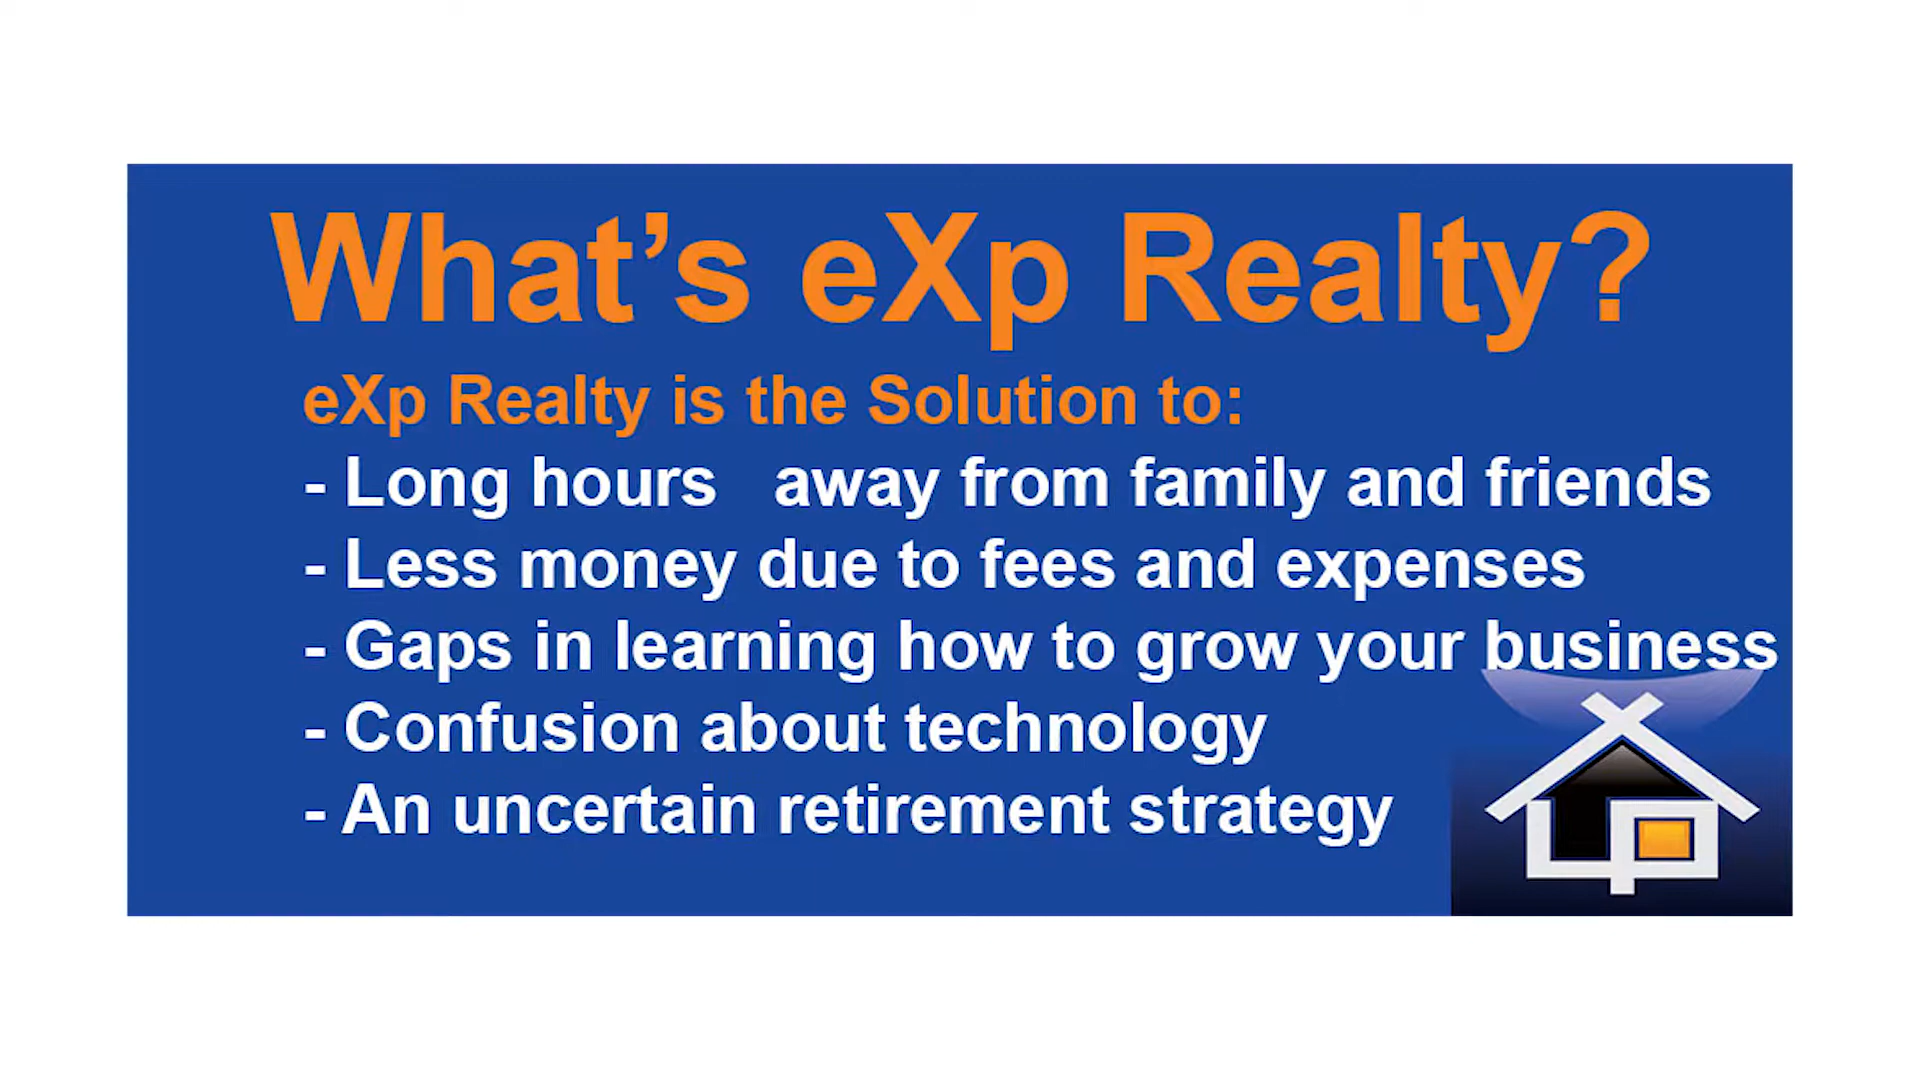 What’s eXp Realty?
eXp Realty is the Solution to:
- Long hours away from family and friends
- Less money due to fees and expenses
- Gaps in learning how to grow your business
- Confusion about technology
- An uncertain retirement strategy